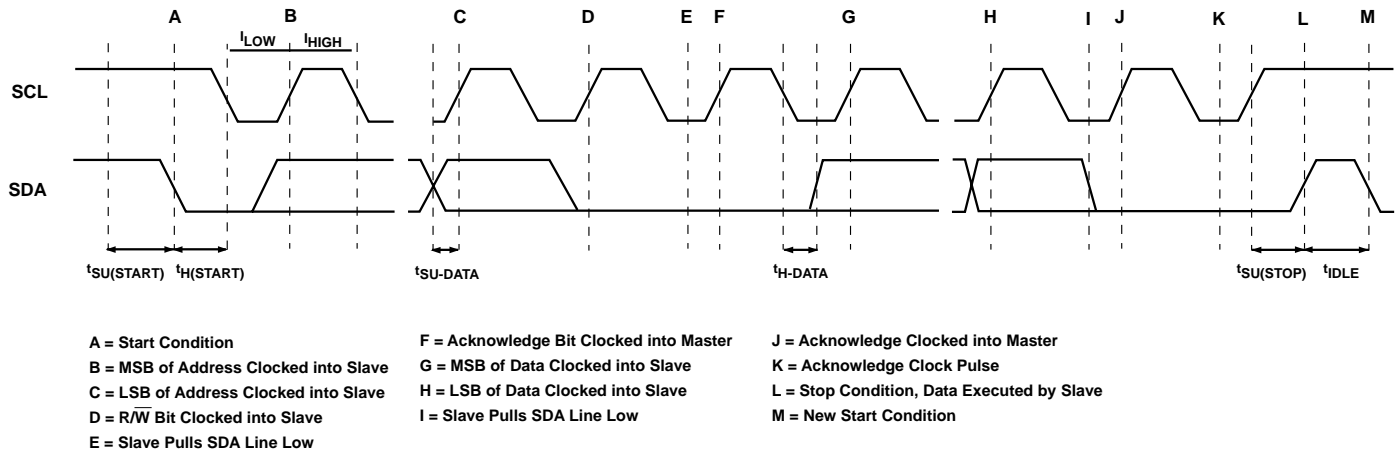 A B C D E F G H I J K L M
ILOW IHIGH
SCL
SDA
tSU(START) tH(START) tSU-DATA tH-DATA tSU(STOP) tIDLE
A = Start Condition
B = MSB of Address Clocked into Slave
C = LSB of Address Clocked into Slave
D = R/W̅ Bit Clocked into Slave
E = Slave Pulls SDA Line Low
F = Acknowledge Bit Clocked into Master
G = MSB of Data Clocked into Slave
H = LSB of Data Clocked into Slave
I = Slave Pulls SDA Line Low
J = Acknowledge Clocked into Master
K = Acknowledge Clock Pulse
L = Stop Condition, Data Executed by Slave
M = New Start Condition